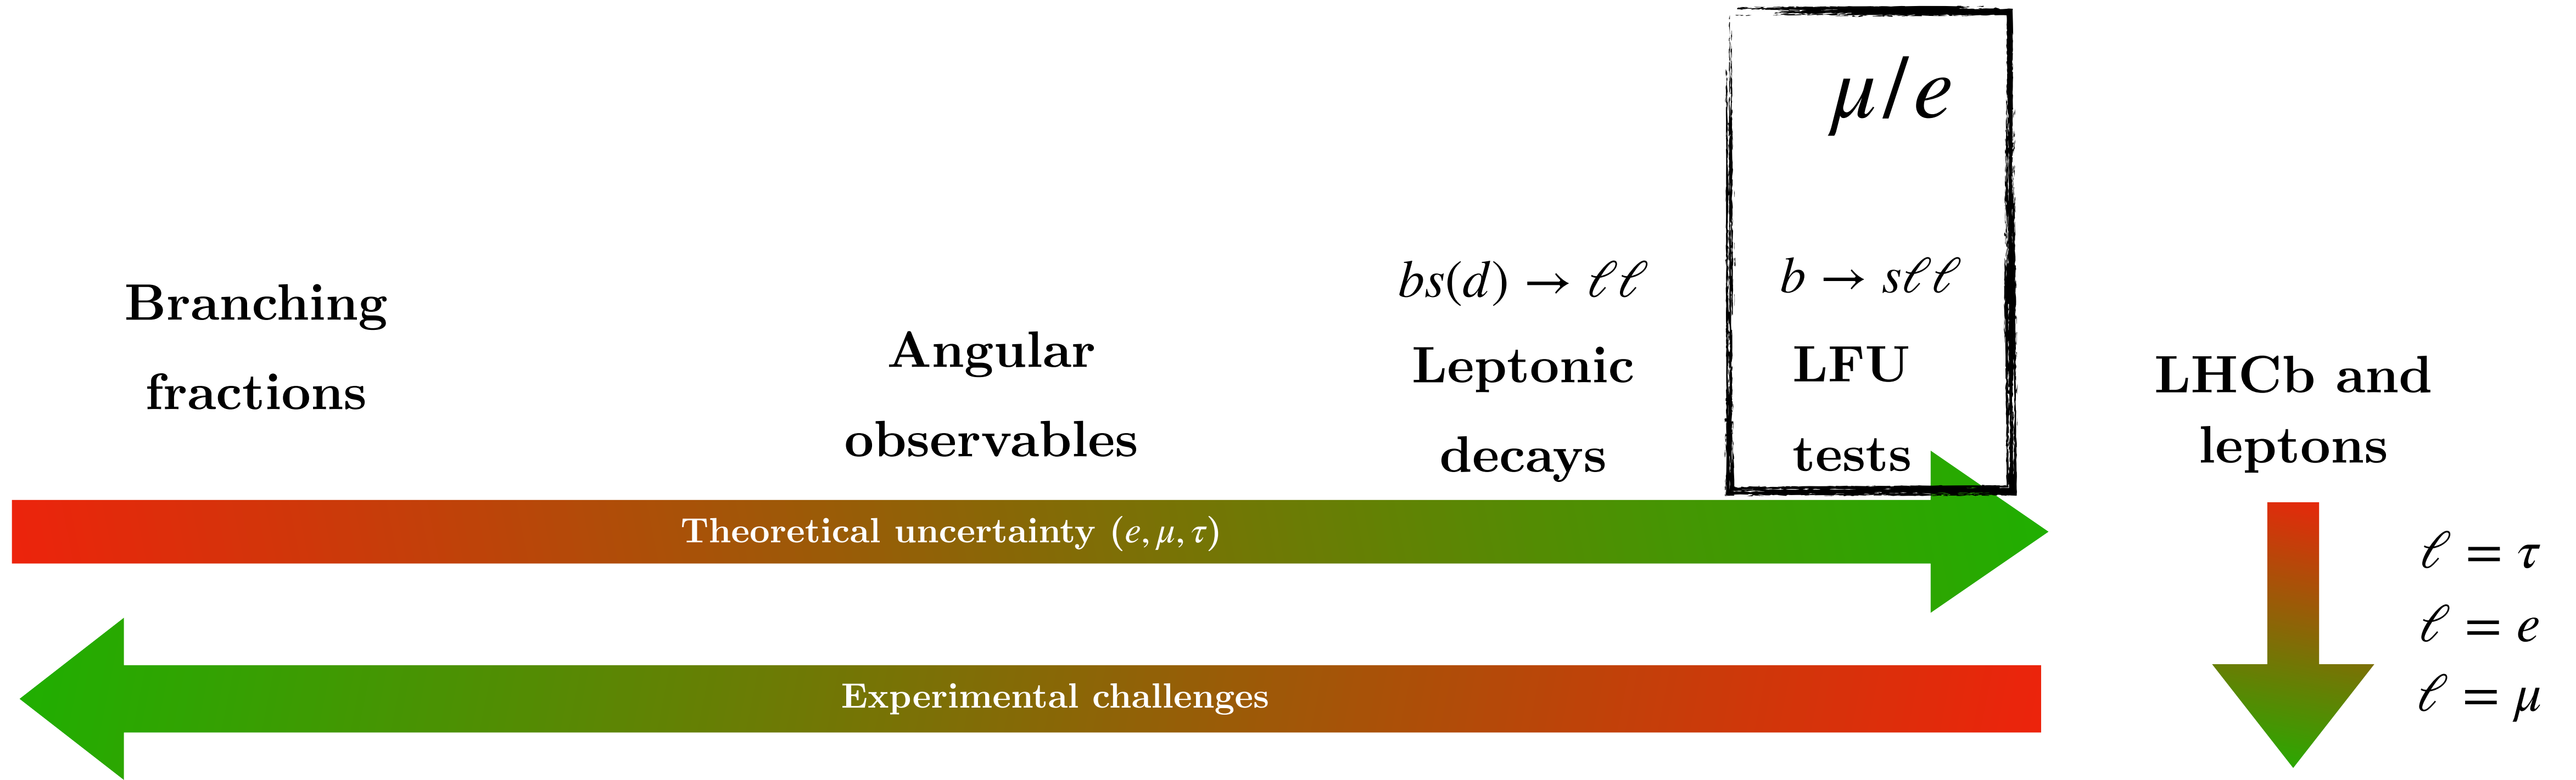 Branching
fractions
Angular
observables
bs(d) → ℓℓ
Leptonic
decays
μ/e
b → sℓℓ
LFU
tests
LHCb and
leptons
Theoretical uncertainty (e, μ, τ)
Experimental challenges
ℓ = τ
ℓ = e
ℓ = μ